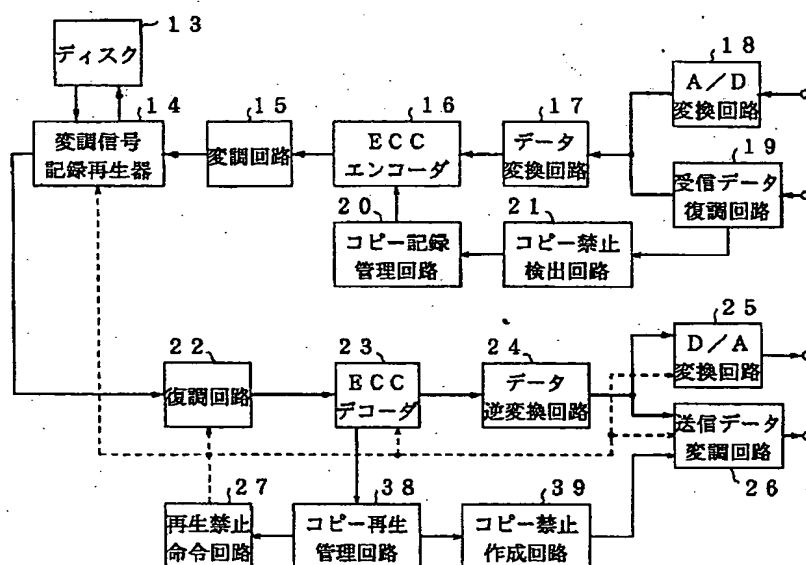 13
ディスク
14
変調信号
記録再生器
15
変調回路
16
ECC
エンコーダ
17
データ
変換回路
18
A/D
変換回路
19
受信データ
復調回路
20
コピー記録
管理回路
21
コピー禁止
検出回路
22
復調回路
23
ECC
デコーダ
24
データ
逆変換回路
25
D/A
変換回路
送信データ
変調回路
26
27
再生禁止
命令回路
38
コピー再生
管理回路
39
コピー禁止
作成回路